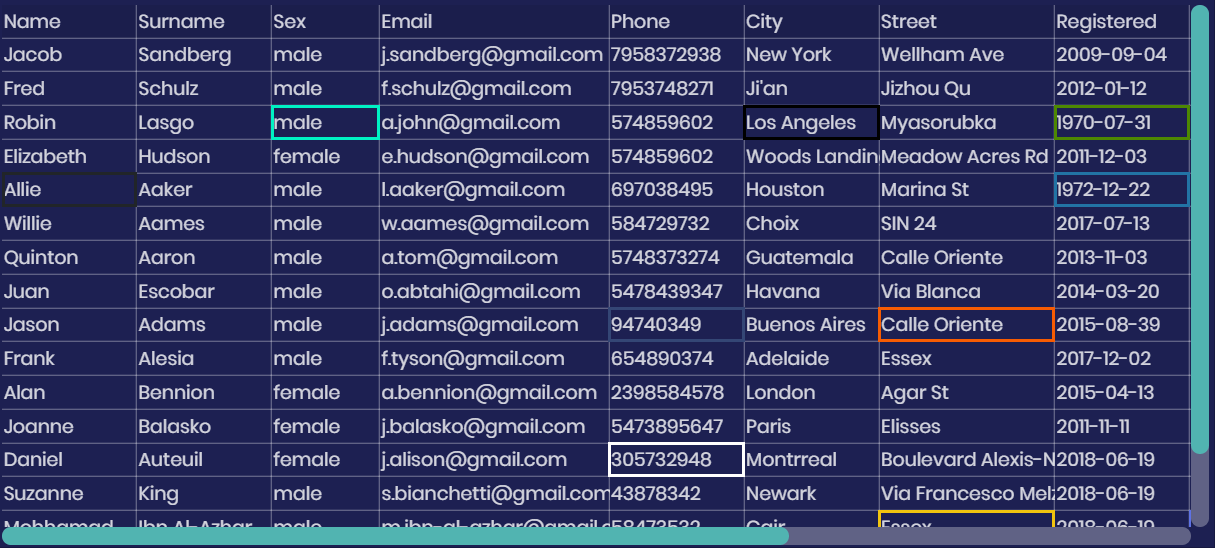 Name Surname Sex Email Phone City Street Registered
Jacob Sandberg male j.sandberg@gmail.com 7958372938 New York Wellham Ave 2009-09-04
Fred Schulz male f.schulz@gmail.com 7953748271 Ji'an Jizhou Qu 2012-01-12
Robin Lasgo male a.john@gmail.com 574859602 Los Angeles Myasorubka 1970-07-31
Elizabeth Hudson female e.hudson@gmail.com 574859602 Woods Landin Meadow Acres Rd 2011-12-03
Allie Aaker male l.aaker@gmail.com 697038495 Houston Marina St 1972-12-22
Willie Aames male w.aames@gmail.com 584729732 Choix SIN 24 2017-07-13
Quinton Aaron male a.tom@gmail.com 5748373274 Guatemala Calle Oriente 2013-11-03
Juan Escobar male o.abtahi@gmail.com 5478439347 Havana Via Blanca 2014-03-20
Jason Adams male j.adams@gmail.com 94740349 Buenos Aires Calle Oriente 2015-08-39
Frank Alesia male f.tyson@gmail.com 654890374 Adelaide Essex 2017-12-02
Alan Bennion female a.bennion@gmail.com 2398584578 London Agar St 2015-04-13
Joanne Balasko female j.balasko@gmail.com 5473895647 Paris Elisses 2011-11-11
Daniel Auteuil female j.alison@gmail.com 305732948 Montrreal Boulevard Alexis-N 2018-06-19
Suzanne King male s.bianchetti@gmail.com 43878342 Newark Via Francesco Melz 2018-06-19
Mohhamad Ibn Al-Azhar male m.ibn-al-azhar@gmail.c 58473532 Cair Essex 2018-06-19